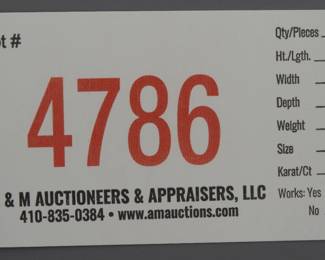 ot #
4786
& M AUCTIONEERS & APPRAISERS, LLC
410-835-0384 • www.amauctions.com
Qty/Pieces
Ht./Lgth.
Width
Depth
Weight
Size
Karat/Ct
Works: Yes
No